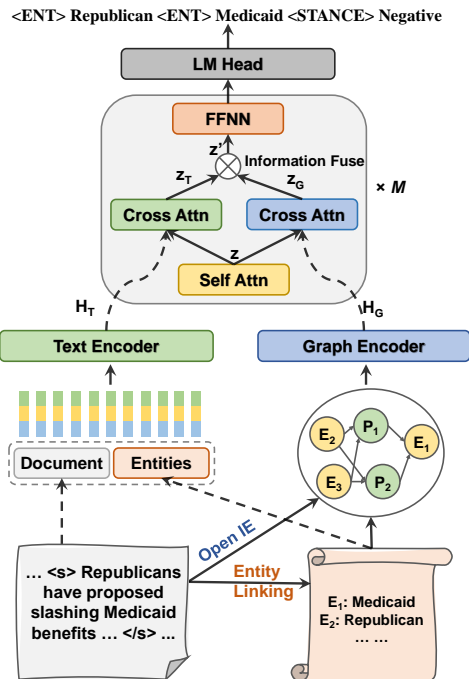 <ENT> Republican <ENT> Medicaid <STANCE> Negative
LM Head
FFNN
z'
Information Fuse
z_T
z_G
× M
Cross Attn
Cross Attn
z
Self Attn
H_T
H_G
Text Encoder
Graph Encoder
P_1
E_2
E_1
E_3
P_2
Document
Entities
Open IE
Entity
Linking
… <s> Republicans
have proposed
slashing Medicaid
benefits … </s> ...
E_1: Medicaid
E_2: Republican
… …